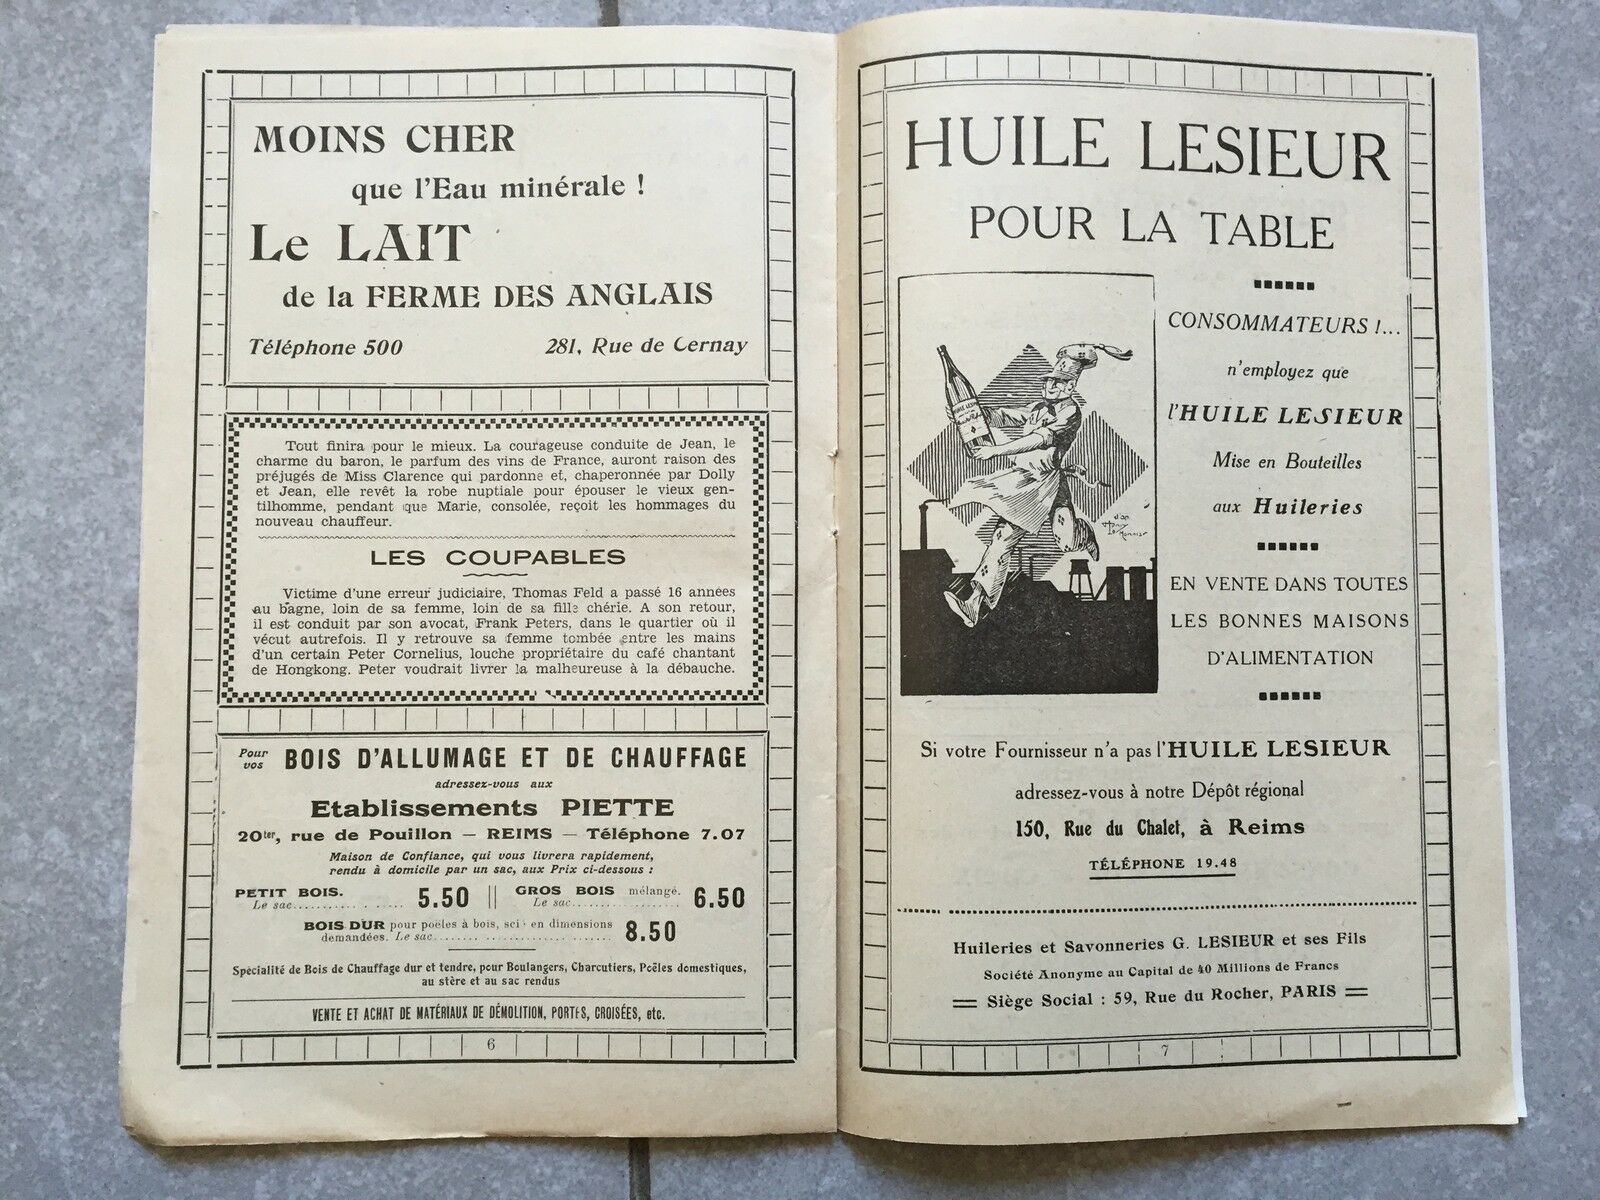 MOINS CHER
que l'Eau minérale !
Le LAIT
de la FERME DES ANGLAIS
Téléphone 500 281, Rue de Cernay
Tout finira pour le mieux. La courageuse conduite de Jean, le
charme du baron, le parfum des vins de France, auront raison des
préjugés de Miss Clarence qui pardonne et, chaperonnée par Dolly
et Jean, elle revêt la robe nuptiale pour épouser le vieux gen-
tilhomme, pendant que Marie, consolée, reçoit les hommages du
nouveau chauffeur.
LES COUPABLES
Victime d'une erreur judiciaire, Thomas Feld a passé 16 années
au bagne, loin de sa femme, loin de sa fille chérie. A son retour,
il est conduit par son avocat, Frank Peters, dans le quartier où il
vécut autrefois. Il y retrouve sa femme tombée entre les mains
d'un certain Peter Cornelius, louche propriétaire du café chantant
de Hongkong. Peter voudrait livrer la malheureuse à la débauche.
Pour vos BOIS D'ALLUMAGE ET DE CHAUFFAGE
adressez-vous aux
Etablissements PIETTE
20ter, rue de Pouillon — REIMS — Téléphone 7.07
Maison de Confiance, qui vous livrera rapidement,
rendu à domicile par un sac, aux Prix ci-dessous :
PETIT BOIS. Le sac 5.50 GROS BOIS mélangé. Le sac 6.50
BOIS DUR pour poêles à bois, sci en dimensions
demandées. Le sac 8.50
Spécialité de Bois de Chauffage dur et tendre, pour Boulangers, Charcutiers, Poëles domestiques,
au stère et au sac rendus
VENTE ET ACHAT DE MATÉRIAUX DE DÉMOLITION, PORTES, CROISÉES, etc.
6
HUILE LESIEUR
POUR LA TABLE
CONSOMMATEURS !...
n'employez que
l'HUILE LESIEUR
Mise en Bouteilles
aux Huileries
EN VENTE DANS TOUTES
LES BONNES MAISONS
D'ALIMENTATION
HUILE LESI
d'ap
Henry
Le Monnier
Si votre Fournisseur n'a pas l'HUILE LESIEUR
adressez-vous à notre Dépôt régional
150, Rue du Chalet, à Reims
TÉLÉPHONE 19.48
Huileries et Savonneries G. LESIEUR et ses Fils
Société Anonyme au Capital de 40 Millions de Francs
Siège Social : 59, Rue du Rocher, PARIS
7